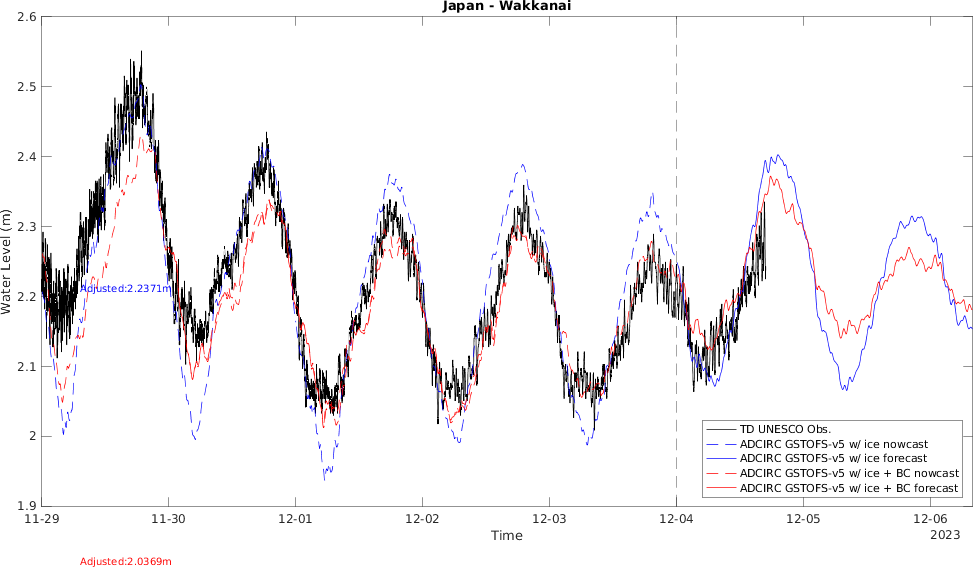 Japan - Wakkanai
2.6
2.5
2.4
2.3
2.2
2.1
2
1.9
Water Level (m)
Adjusted:2.2371m
TD UNESCO Obs.
ADCIRC GSTOFS-v5 w/ ice nowcast
ADCIRC GSTOFS-v5 w/ ice forecast
ADCIRC GSTOFS-v5 w/ ice + BC nowcast
ADCIRC GSTOFS-v5 w/ ice + BC forecast
11-29 11-30 12-01 12-02 12-03 12-04 12-05 12-06
Time
2023
Adjusted:2.0369m